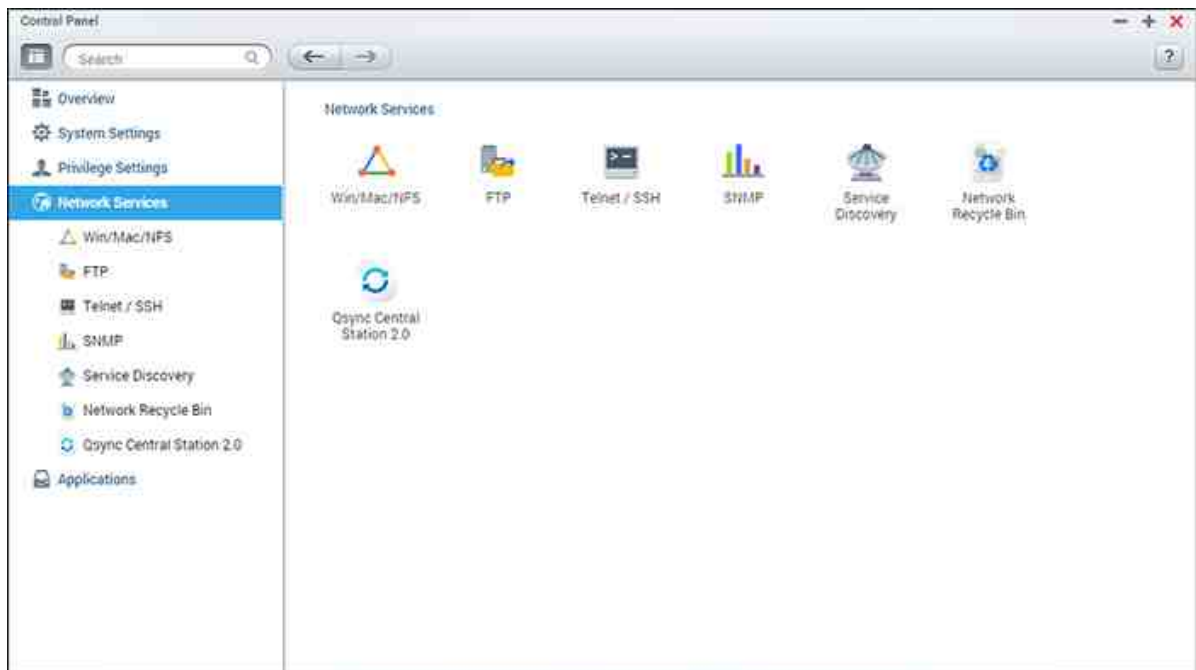 Control Panel
Search
?
Overview
System Settings
Privilege Settings
Network Services
Win/Mac/NFS
FTP
Telnet / SSH
SNMP
Service Discovery
Network Recycle Bin
Qsync Central Station 2.0
Applications
Network Services
Win/Mac/NFS
FTP
Telnet / SSH
SNMP
Service
Discovery
Network
Recycle Bin
Qsync Central
Station 2.0